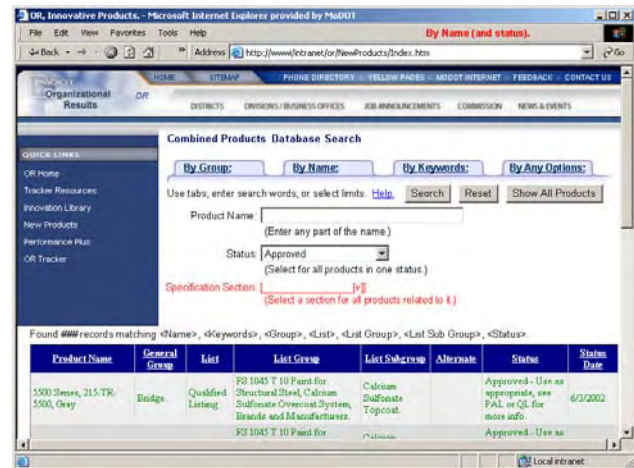 OR, Innovative Products. - Microsoft Internet Explorer provided by MoDOT
File Edit View Favorites Tools Help
By Name (and status).
Back
Address http://wwwi/intranet/or/NewProducts/Index.htm
Go
HOME SITEMAP PHONE DIRECTORY YELLOW PAGES MODOT INTERNET FEEDBACK CONTACT US
Organizational Results
OR
DISTRICTS DIVISIONS / BUSINESS OFFICES JOB ANNOUNCEMENTS COMMISSION NEWS & EVENTS
Combined Products Database Search
QUICK LINKS
OR Home
Tracker Resources
Innovation Library
New Products
Performance Plus
OR Tracker
By Group: By Name: By Keywords: By Any Options:
Use tabs, enter search words, or select limits. Help. Search Reset Show All Products
Product Name:
(Enter any part of the name.)
Status: Approved
(Select for all products in one status.)
Specification Section: [ [v]]
(Select a section for all products related to it.)
Found ### records matching <Name>, <Keywords>, <Group>, <List>, <List Group>, <List Sub Group>, <Status>.
Product Name General Group List List Group List Subgroup Alternate Status Status Date
5500 Series, 215-TR-5500, Gray
Bridge.
Qualified Listing
FS 1045 T 10 Paint for Structural Steel, Calcium Sulfonate Overcoat System, Brands and Manufacturers.
Calcium Sulfonate Topcoat.
Approved - Use as appropriate, see PAL or QL for more info.
6/3/2002
FS 1045 T 10 Paint for
Calcium
Approved - Use as
Local intranet